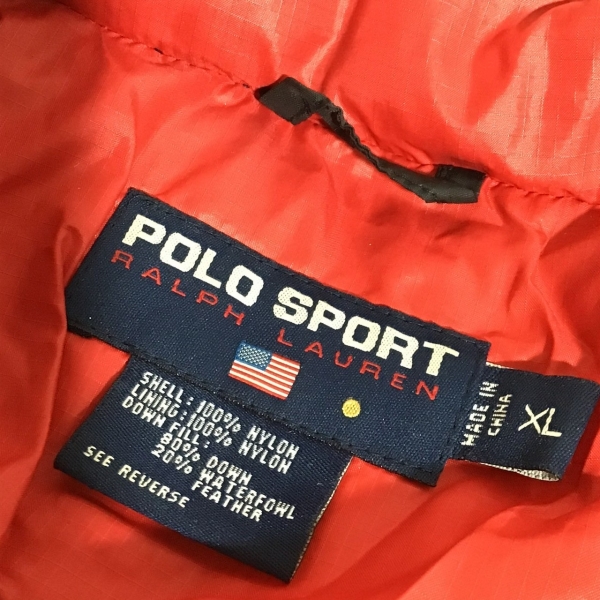 POLO SPORT
RALPH LAUREN
SHELL: 100% NYLON
LINING: 100% NYLON
DOWN FILL:
80% DOWN
20% WATERFOWL
FEATHER
SEE REVERSE
MADE IN
CHINA
XL